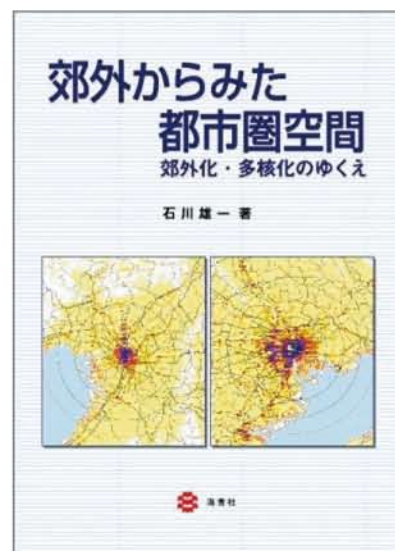 郊外からみた
都市圏空間
郊外化・多核化のゆくえ
石川雄一 著
海青社